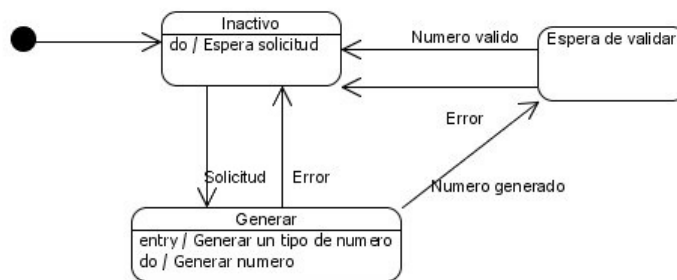 Inactivo
do / Espera solicitud
Numero valido
Espera de validar
Error
Solicitud
Error
Numero generado
Generar
entry / Generar un tipo de numero
do / Generar numero